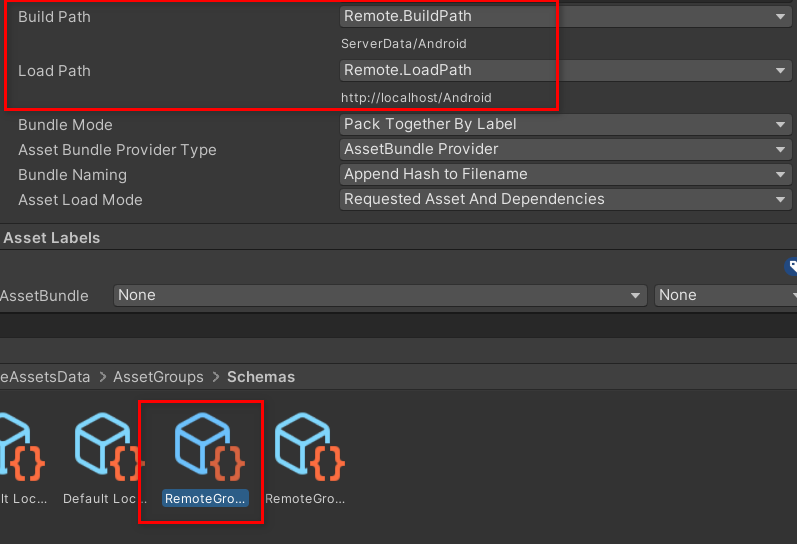 Build Path Remote.BuildPath
ServerData/Android
Load Path Remote.LoadPath
http://localhost/Android
Bundle Mode Pack Together By Label
Asset Bundle Provider Type AssetBundle Provider
Bundle Naming Append Hash to Filename
Asset Load Mode Requested Asset And Dependencies
Asset Labels
AssetBundle None None
eAssetsData > AssetGroups > Schemas
lt Loc... Default Loc... RemoteGro... RemoteGro...